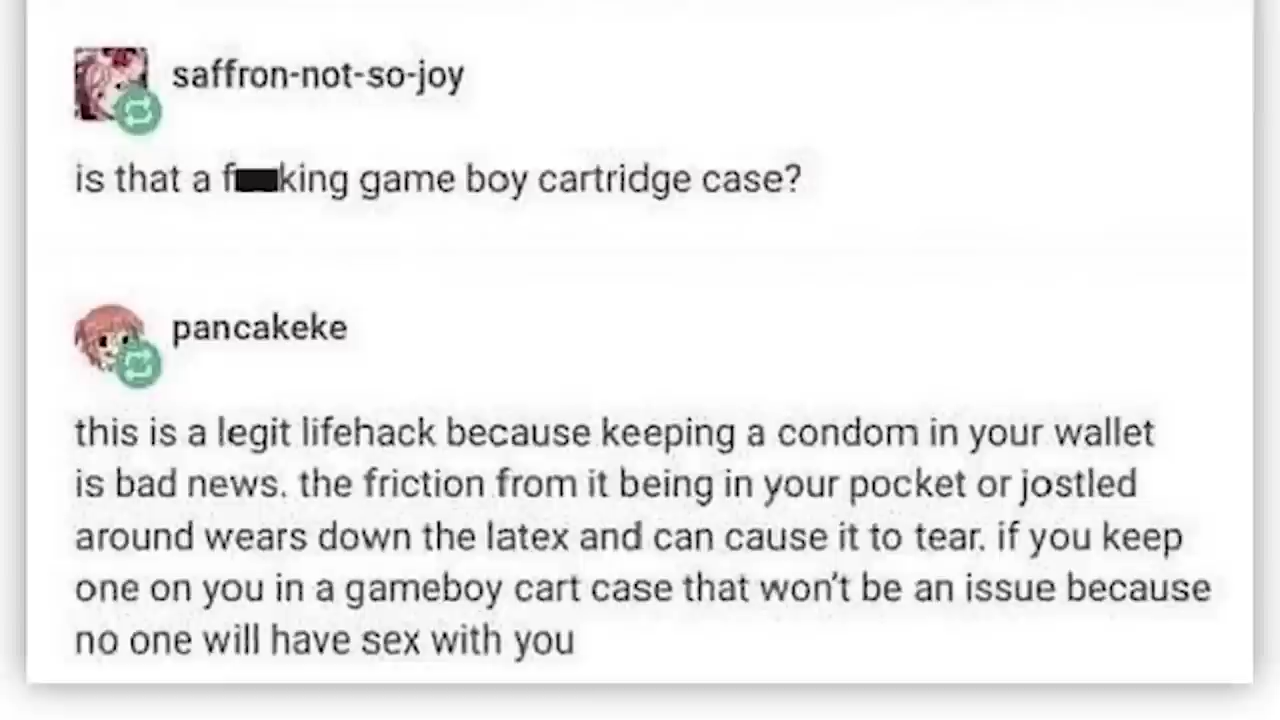 saffron-not-so-joy
is that a f██king game boy cartridge case?
pancakeke
this is a legit lifehack because keeping a condom in your wallet
is bad news. the friction from it being in your pocket or jostled
around wears down the latex and can cause it to tear. if you keep
one on you in a gameboy cart case that won't be an issue because
no one will have sex with you